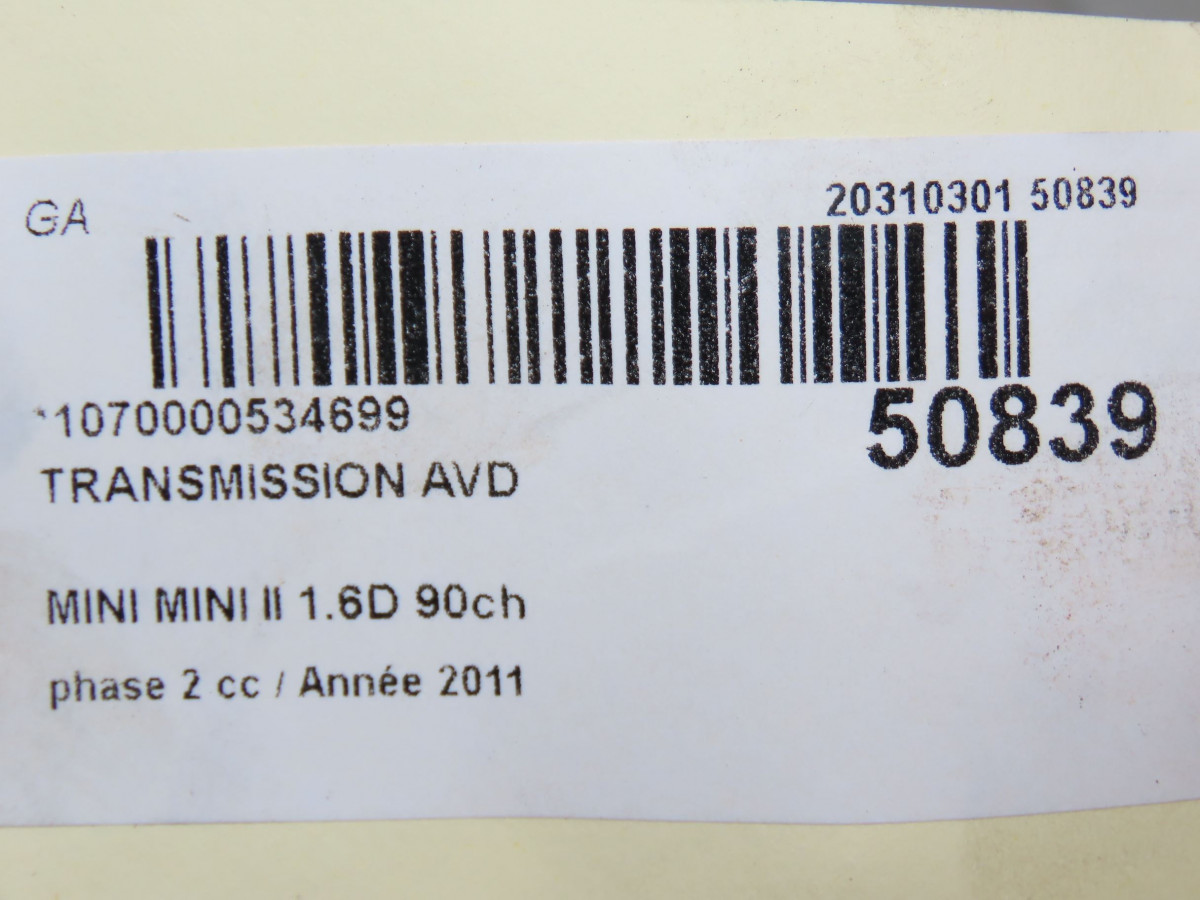 GA
20310301 50839
*1070000534699
50839
TRANSMISSION AVD
MINI MINI II 1.6D 90ch
phase 2 cc / Année 2011